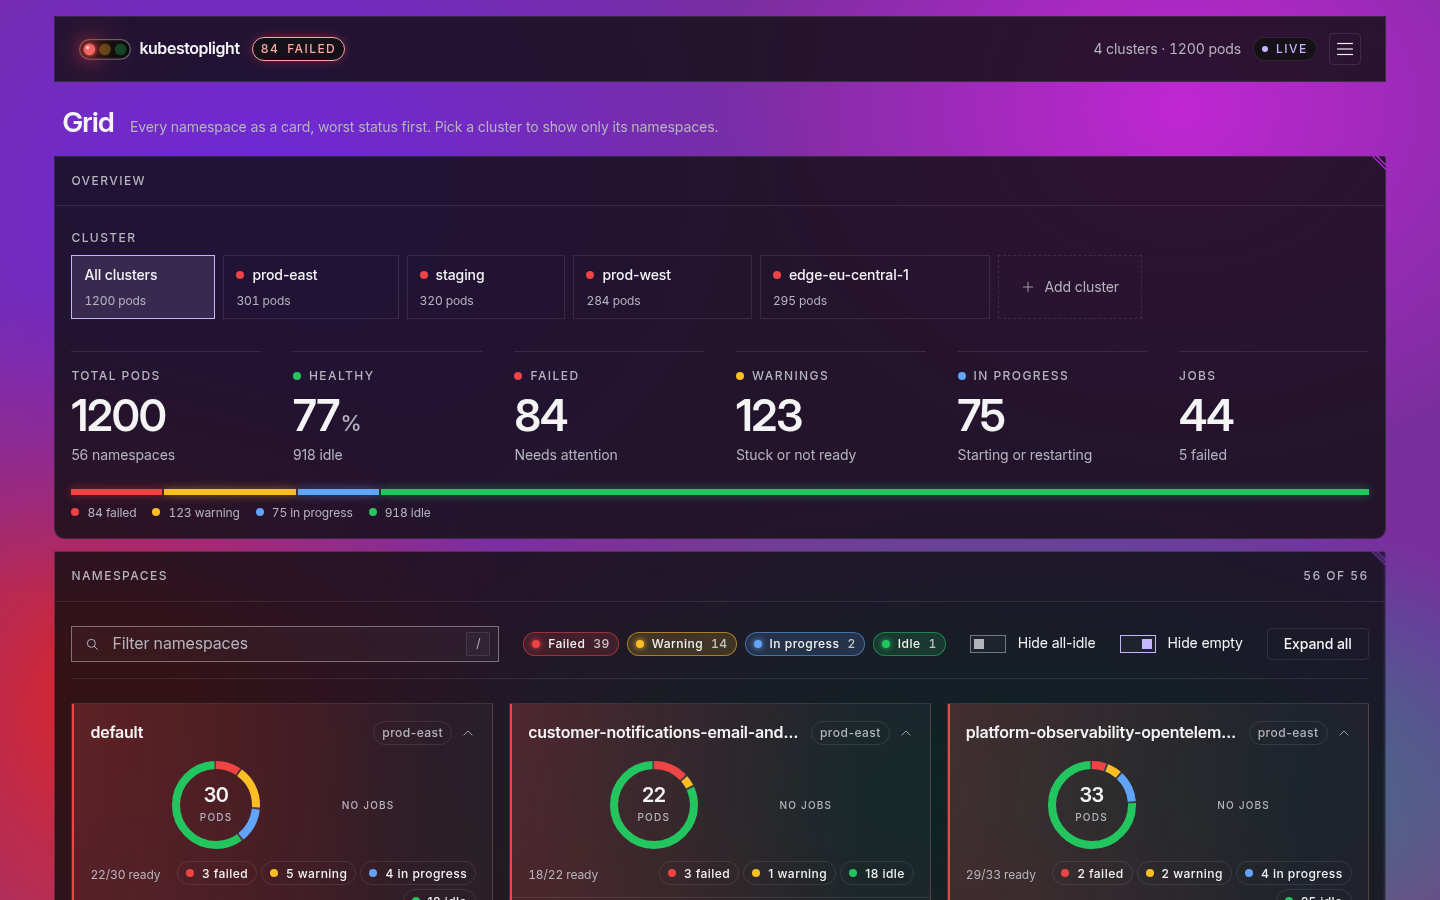 kubestoplight
84 FAILED
4 clusters · 1200 pods
LIVE
Grid
Every namespace as a card, worst status first. Pick a cluster to show only its namespaces.
OVERVIEW
CLUSTER
All clusters
1200 pods
prod-east
301 pods
staging
320 pods
prod-west
284 pods
edge-eu-central-1
295 pods
Add cluster
TOTAL PODS
1200
56 namespaces
HEALTHY
77%
918 idle
FAILED
84
Needs attention
WARNINGS
123
Stuck or not ready
IN PROGRESS
75
Starting or restarting
JOBS
44
5 failed
84 failed
123 warning
75 in progress
918 idle
NAMESPACES
56 OF 56
Filter namespaces
/
Failed 39
Warning 14
In progress 2
Idle 1
Hide all-idle
Hide empty
Expand all
default
prod-east
30
PODS
NO JOBS
22/30 ready
3 failed
5 warning
4 in progress
customer-notifications-email-and...
prod-east
22
PODS
NO JOBS
18/22 ready
3 failed
1 warning
18 idle
platform-observability-opentelem...
prod-east
33
PODS
NO JOBS
29/33 ready
2 failed
2 warning
4 in progress